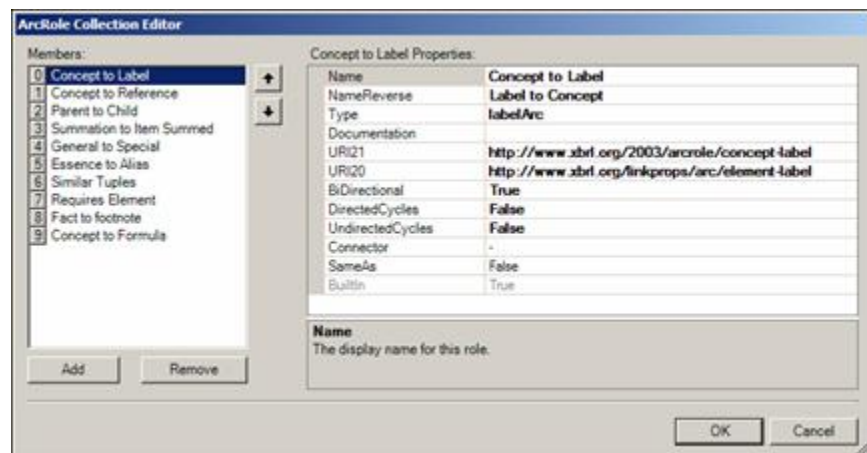 ArcRole Collection Editor
Members:
0 Concept to Label
1 Concept to Reference
2 Parent to Child
3 Summation to Item Summed
4 General to Special
5 Essence to Alias
6 Similar Tuples
7 Requires Element
8 Fact to footnote
9 Concept to Formula
Add Remove
Concept to Label Properties:
Name Concept to Label
NameReverse Label to Concept
Type labelArc
Documentation
URI21 http://www.xbrl.org/2003/arcrole/concept-label
URI20 http://www.xbrl.org/linkprops/arc/element-label
BiDirectional True
DirectedCycles False
UndirectedCycles False
Connector -
SameAs False
BuiltIn True
Name
The display name for this role.
OK Cancel